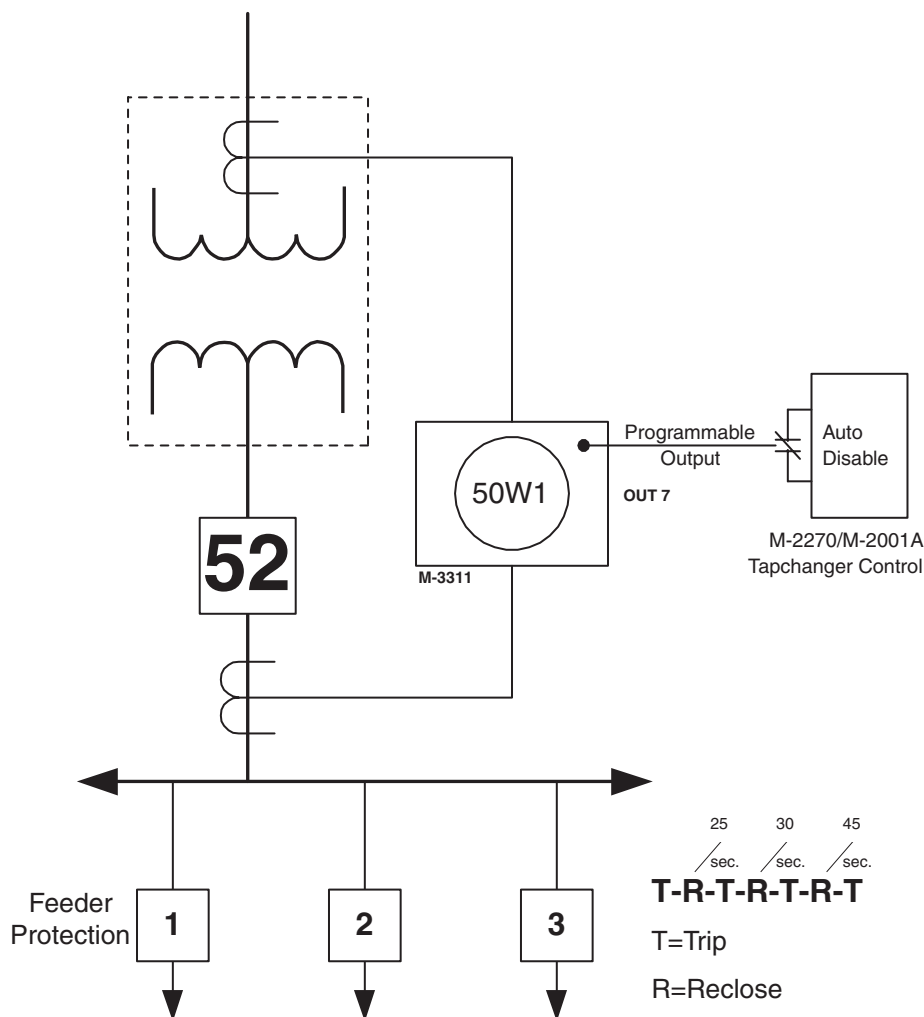 Programmable
Output
Auto
Disable
50W1
OUT 7
52
M-3311
M-2270/M-2001A
Tapchanger Control
25 30 45
sec. sec. sec.
T-R-T-R-T-R-T
Feeder
Protection
1 2 3
T=Trip
R=Reclose